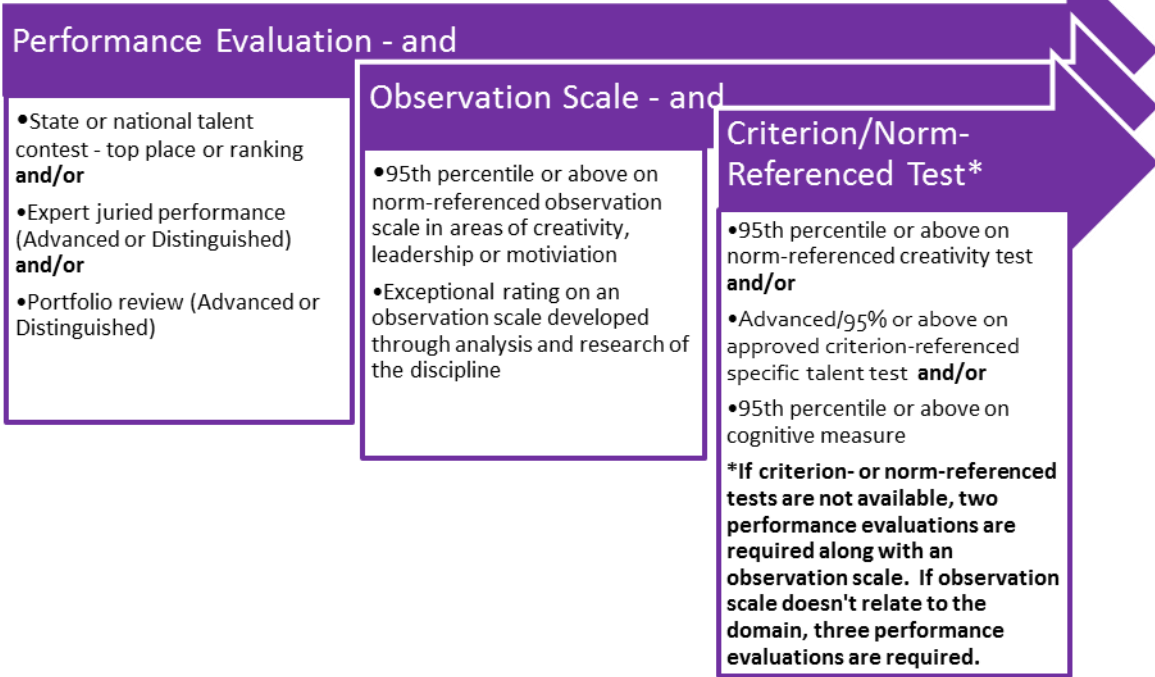 Performance Evaluation - and
•State or national talent
contest - top place or ranking
and/or
•Expert juried performance
(Advanced or Distinguished)
and/or
•Portfolio review (Advanced or
Distinguished)
Observation Scale - and
•95th percentile or above on
norm-referenced observation
scale in areas of creativity,
leadership or motiviation
•Exceptional rating on an
observation scale developed
through analysis and research of
the discipline
Criterion/Norm-
Referenced Test*
•95th percentile or above on
norm-referenced creativity test
and/or
•Advanced/95% or above on
approved criterion-referenced
specific talent test and/or
•95th percentile or above on
cognitive measure
*If criterion- or norm-referenced
tests are not available, two
performance evaluations are
required along with an
observation scale. If observation
scale doesn't relate to the
domain, three performance
evaluations are required.